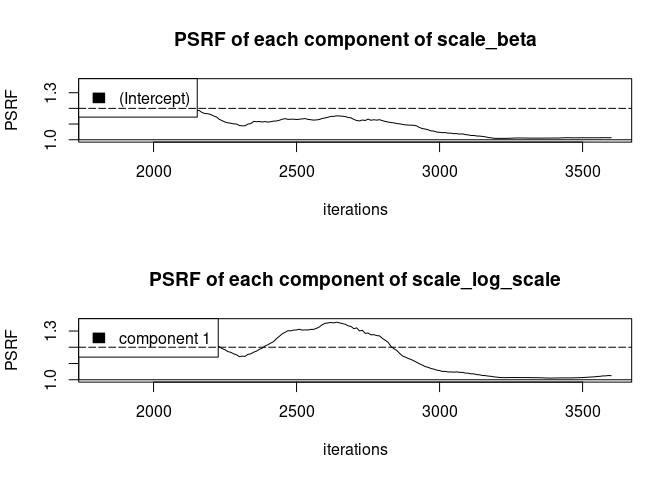 PSRF of each component of scale_beta
PSRF
1.3
1.0
(Intercept)
2000 2500 3000 3500
iterations
PSRF of each component of scale_log_scale
PSRF
1.3
1.0
component 1
2000 2500 3000 3500
iterations